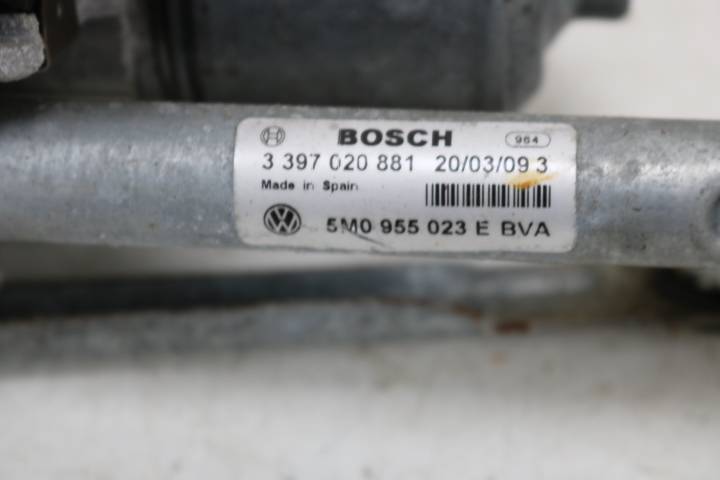 BOSCH 964
3 397 020 881 20/03/09 3
Made in Spain
5M0 955 023 E BVA